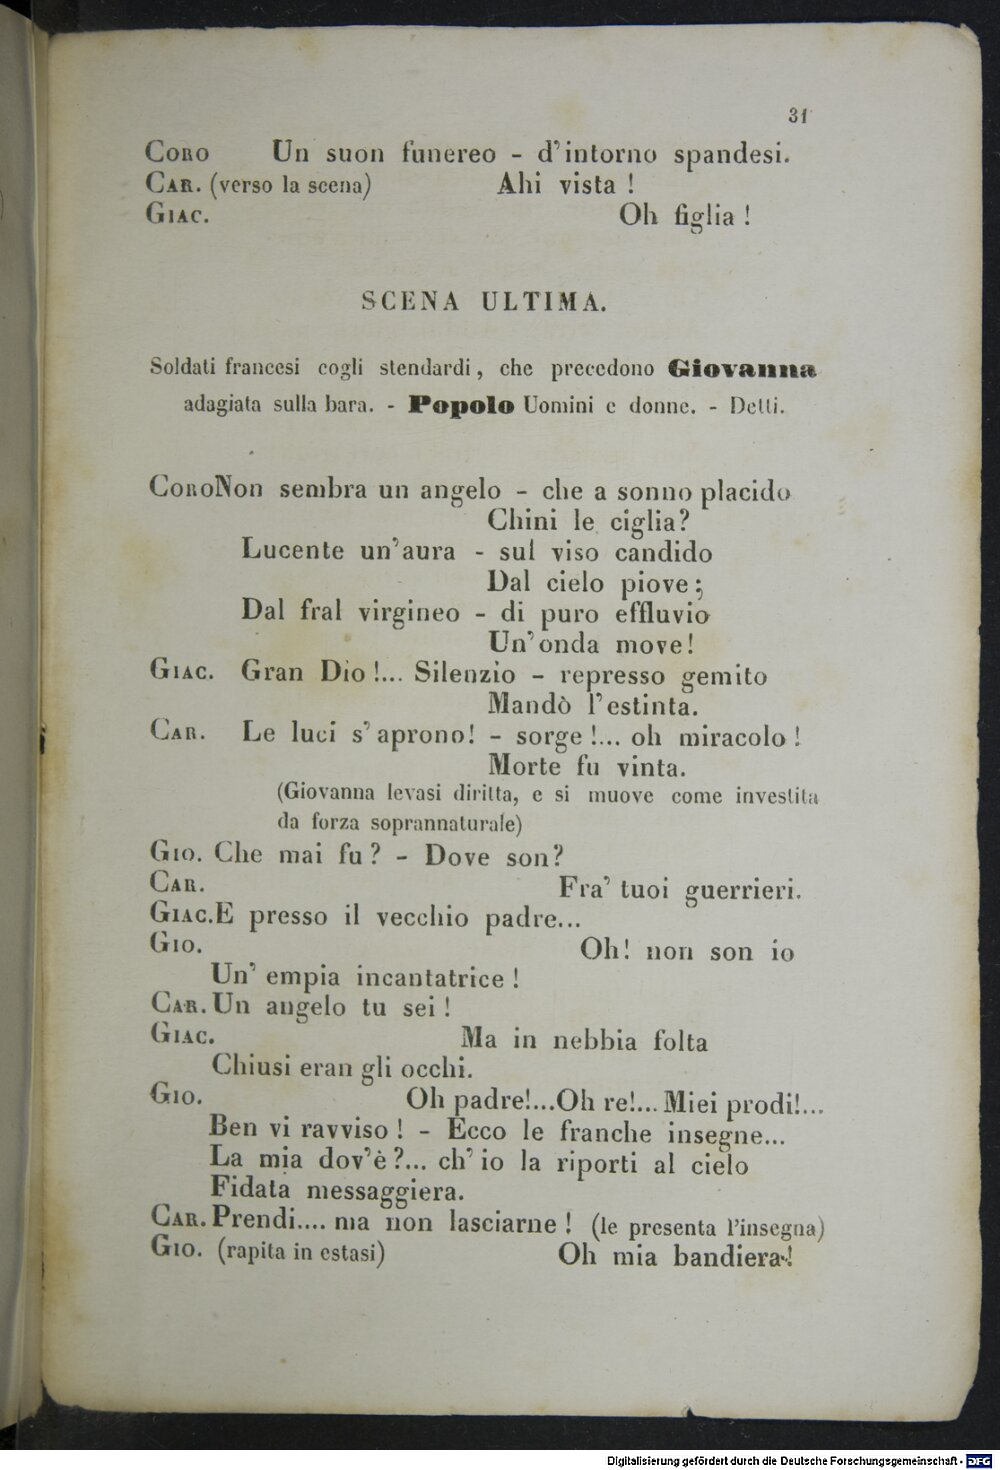 31
CORO Un suon funereo - d'intorno spandesi.
CAR. (verso la scena) Ahi vista !
GIAC. Oh figlia !
SCENA ULTIMA.
Soldati francesi cogli stendardi, che precedono Giovanna
adagiata sulla bara. - Popolo Uomini e donne. - Detti.
CORO Non sembra un angelo - che a sonno placido
Chini le ciglia?
Lucente un'aura - sul viso candido
Dal cielo piove;
Dal fral virgineo - di puro effluvio
Un'onda move!
GIAC. Gran Dio !... Silenzio - represso gemito
Mandò l'estinta.
CAR. Le luci s'aprono! - sorge !... oh miracolo !
Morte fu vinta.
(Giovanna levasi diritta, e si muove come investita
da forza soprannaturale)
GIO. Che mai fu? - Dove son?
CAR. Fra' tuoi guerrieri.
GIAC. E presso il vecchio padre...
GIO. Oh! non son io
Un' empia incantatrice !
CAR. Un angelo tu sei !
GIAC. Ma in nebbia folta
Chiusi eran gli occhi.
GIO. Oh padre!...Oh re!... Miei prodi!...
Ben vi ravviso ! - Ecco le franche insegne...
La mia dov'è?... ch'io la riporti al cielo
Fidata messaggiera.
CAR. Prendi.... ma non lasciarne ! (le presenta l'insegna)
GIO. (rapita in estasi) Oh mia bandiera!
Digitalisierung gefördert durch die Deutsche Forschungsgemeinschaft - DFG